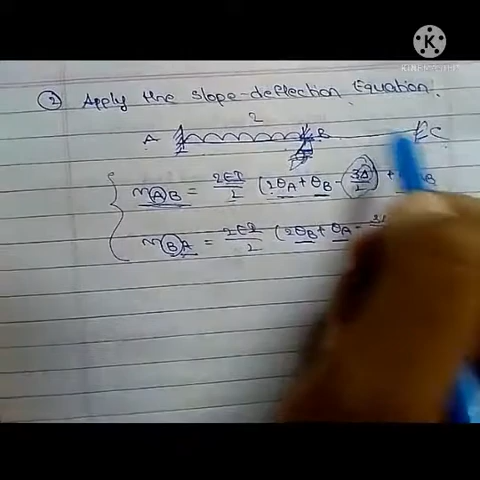 K
KINEMASTER
② Apply the slope-deflection Equation.
2
A B C
MAB = 2EI/2 (2θA + θB - 3Δ/2) +
MBA = 2EI/2 (2θB + θA -